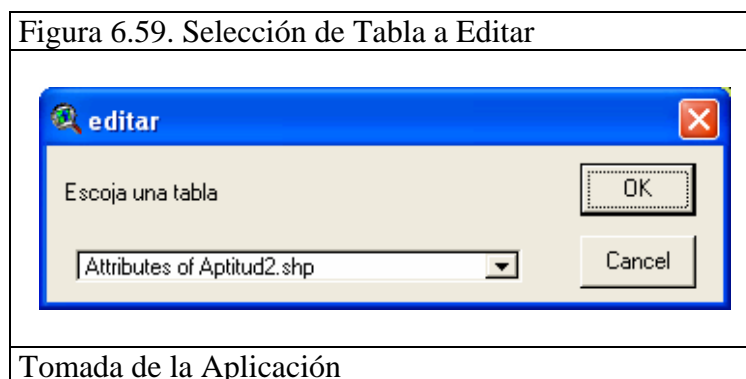 Figura 6.59. Selección de Tabla a Editar
editar
Escoja una tabla
OK
Attributes of Aptitud2.shp
Cancel
Tomada de la Aplicación